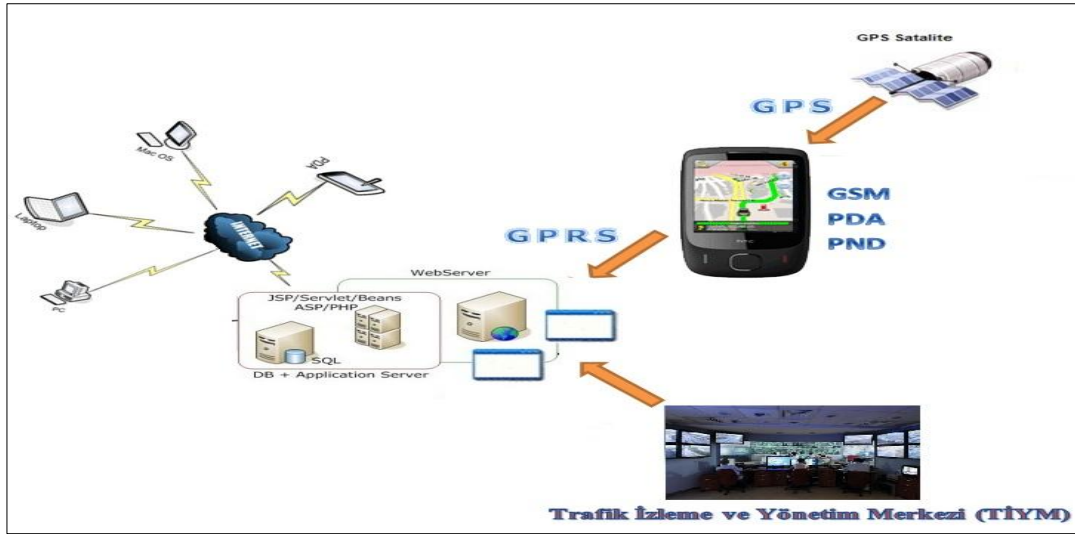 GPS Satalite
GPS
GSM
PDA
PND
GPRS
Mac OS
PDA
Laptop
INTERNET
PC
WebServer
JSP/Servlet/Beans
ASP/PHP
SQL
DB + Application Server
Trafik İzleme ve Yönetim Merkezi (TİYM)